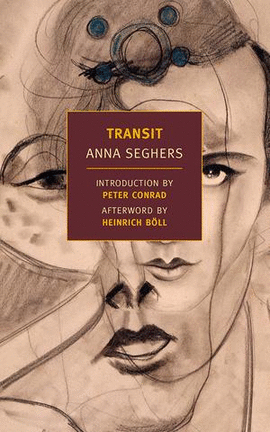 TRANSIT
ANNA SEGHERS
INTRODUCTION BY
PETER CONRAD
AFTERWORD BY
HEINRICH BÖLL